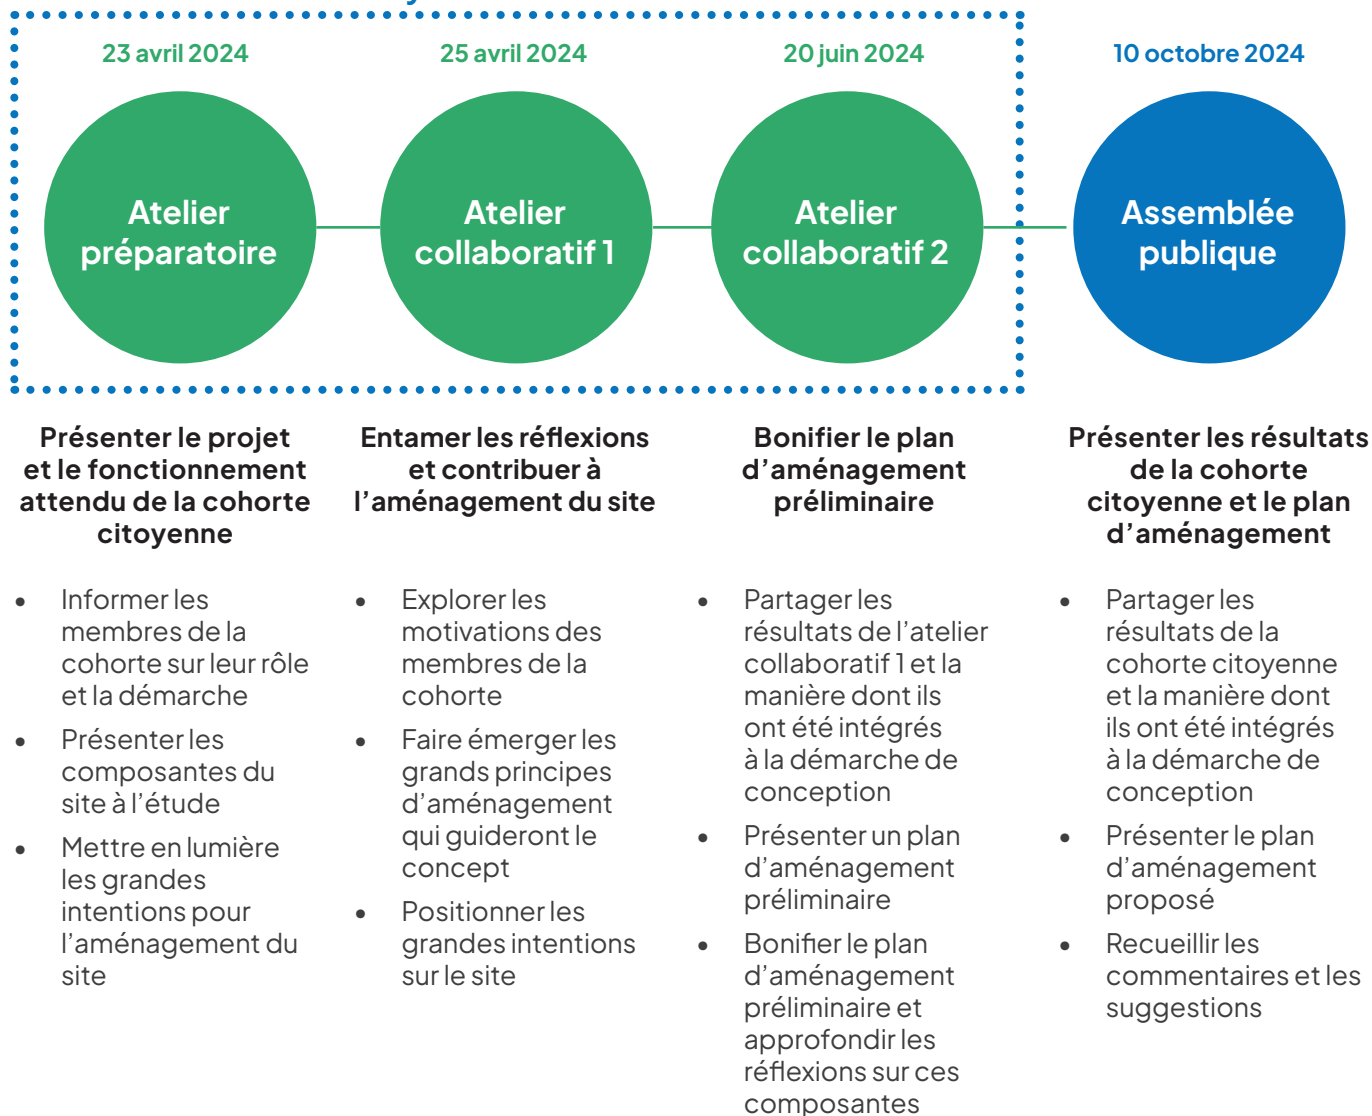 23 avril 2024
Atelier
préparatoire
25 avril 2024
Atelier
collaboratif 1
20 juin 2024
Atelier
collaboratif 2
10 octobre 2024
Assemblée
publique
Présenter le projet
et le fonctionnement
attendu de la cohorte
citoyenne
• Informer les
membres de la
cohorte sur leur rôle
et la démarche
• Présenter les
composantes du
site à l’étude
• Mettre en lumière
les grandes
intentions pour
l’aménagement du
site
Entamer les réflexions
et contribuer à
l’aménagement du site
• Explorer les
motivations des
membres de la
cohorte
• Faire émerger les
grands principes
d’aménagement
qui guideront le
concept
• Positionner les
grandes intentions
sur le site
Bonifier le plan
d’aménagement
préliminaire
• Partager les
résultats de l’atelier
collaboratif 1 et la
manière dont ils
ont été intégrés
à la démarche de
conception
• Présenter un plan
d’aménagement
préliminaire
• Bonifier le plan
d’aménagement
préliminaire et
approfondir les
réflexions sur ces
composantes
Présenter les résultats
de la cohorte
citoyenne et le plan
d’aménagement
• Partager les
résultats de la
cohorte citoyenne
et la manière dont
ils ont été intégrés
à la démarche de
conception
• Présenter le plan
d’aménagement
proposé
• Recueillir les
commentaires et les
suggestions